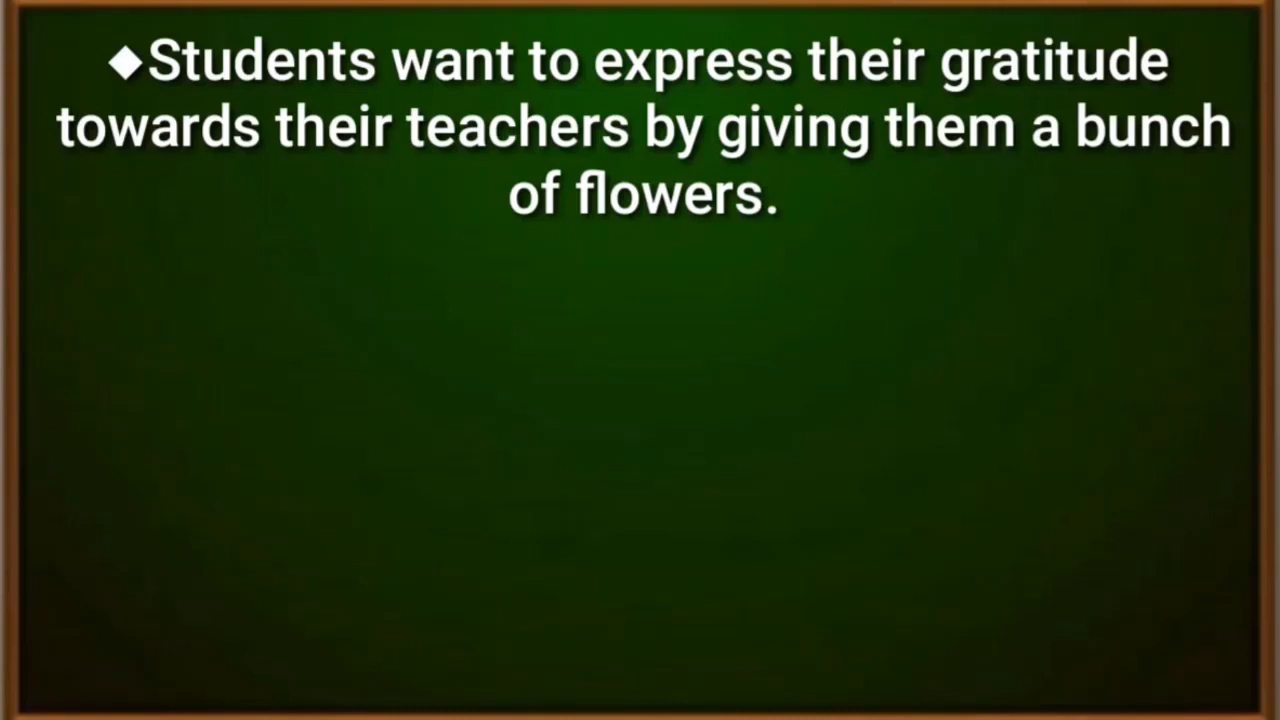 ◆Students want to express their gratitude
towards their teachers by giving them a bunch
of flowers.